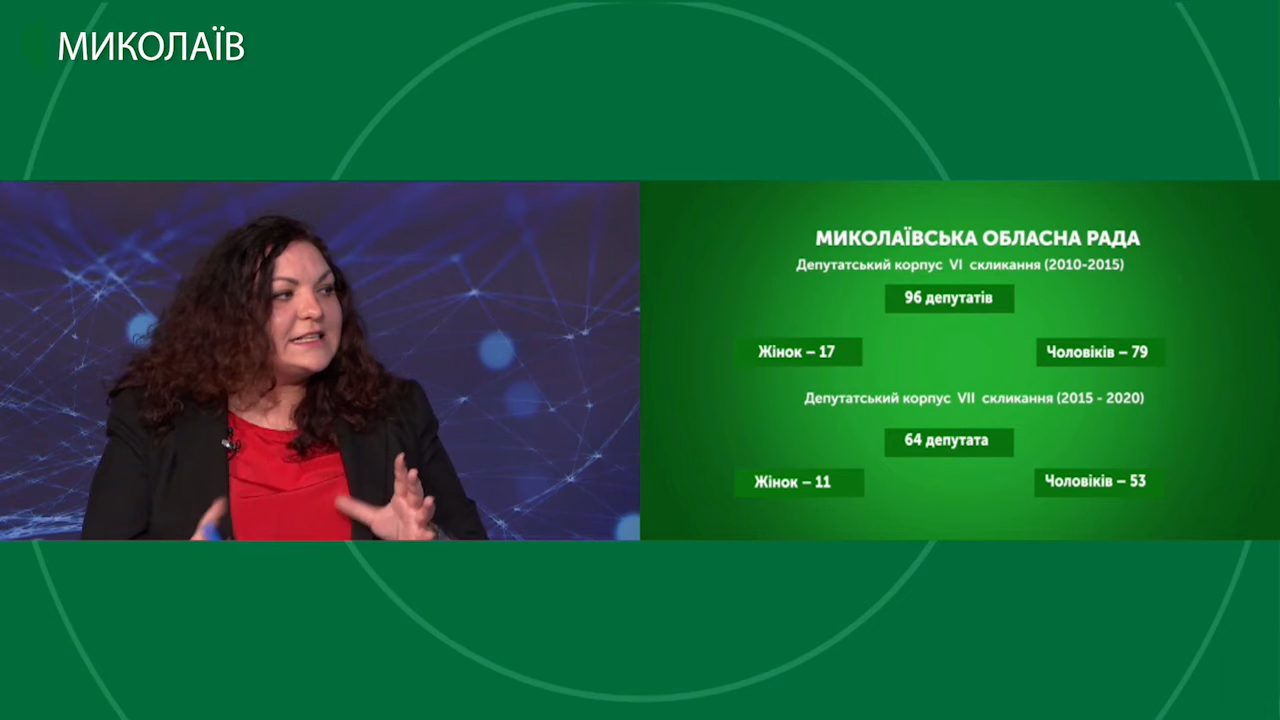 МИКОЛАЇВ
МИКОЛАЇВСЬКА ОБЛАСНА РАДА
Депутатський корпус VI скликання (2010-2015)
96 депутатів
Жінок – 17
Чоловіків – 79
Депутатський корпус VII скликання (2015 - 2020)
64 депутата
Жінок – 11
Чоловіків – 53